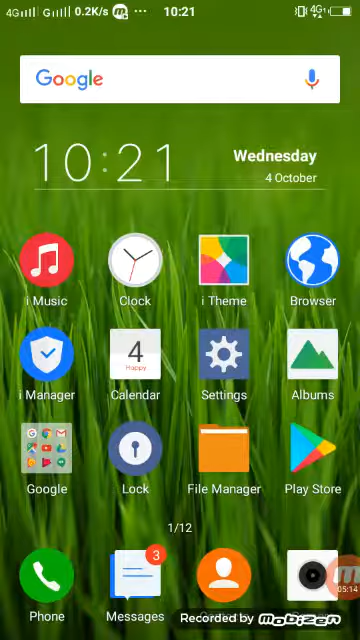 4G G 0.2K/s m ... 10:21 4G
Google
10:21
Wednesday
4 October
i Music Clock i Theme Browser
4
Happy
i Manager Calendar Settings Albums
Google Lock File Manager Play Store
1/12
3
05:14
Phone Messages
Recorded by MOBIZEN